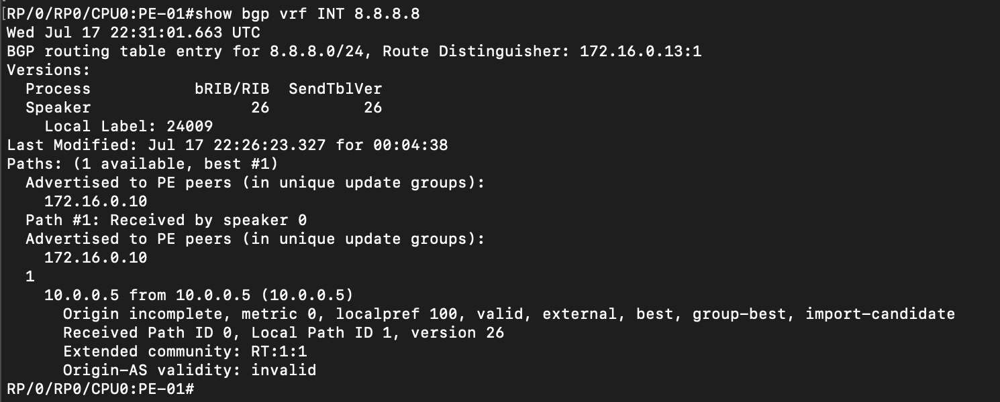 [RP/0/RP0/CPU0:PE-01#show bgp vrf INT 8.8.8.8
Wed Jul 17 22:31:01.663 UTC
BGP routing table entry for 8.8.8.0/24, Route Distinguisher: 172.16.0.13:1
Versions:
  Process           bRIB/RIB  SendTblVer
  Speaker                 26          26
    Local Label: 24009
Last Modified: Jul 17 22:26:23.327 for 00:04:38
Paths: (1 available, best #1)
  Advertised to PE peers (in unique update groups):
    172.16.0.10
  Path #1: Received by speaker 0
  Advertised to PE peers (in unique update groups):
    172.16.0.10
  1
    10.0.0.5 from 10.0.0.5 (10.0.0.5)
      Origin incomplete, metric 0, localpref 100, valid, external, best, group-best, import-candidate
      Received Path ID 0, Local Path ID 1, version 26
      Extended community: RT:1:1
      Origin-AS validity: invalid
RP/0/RP0/CPU0:PE-01#